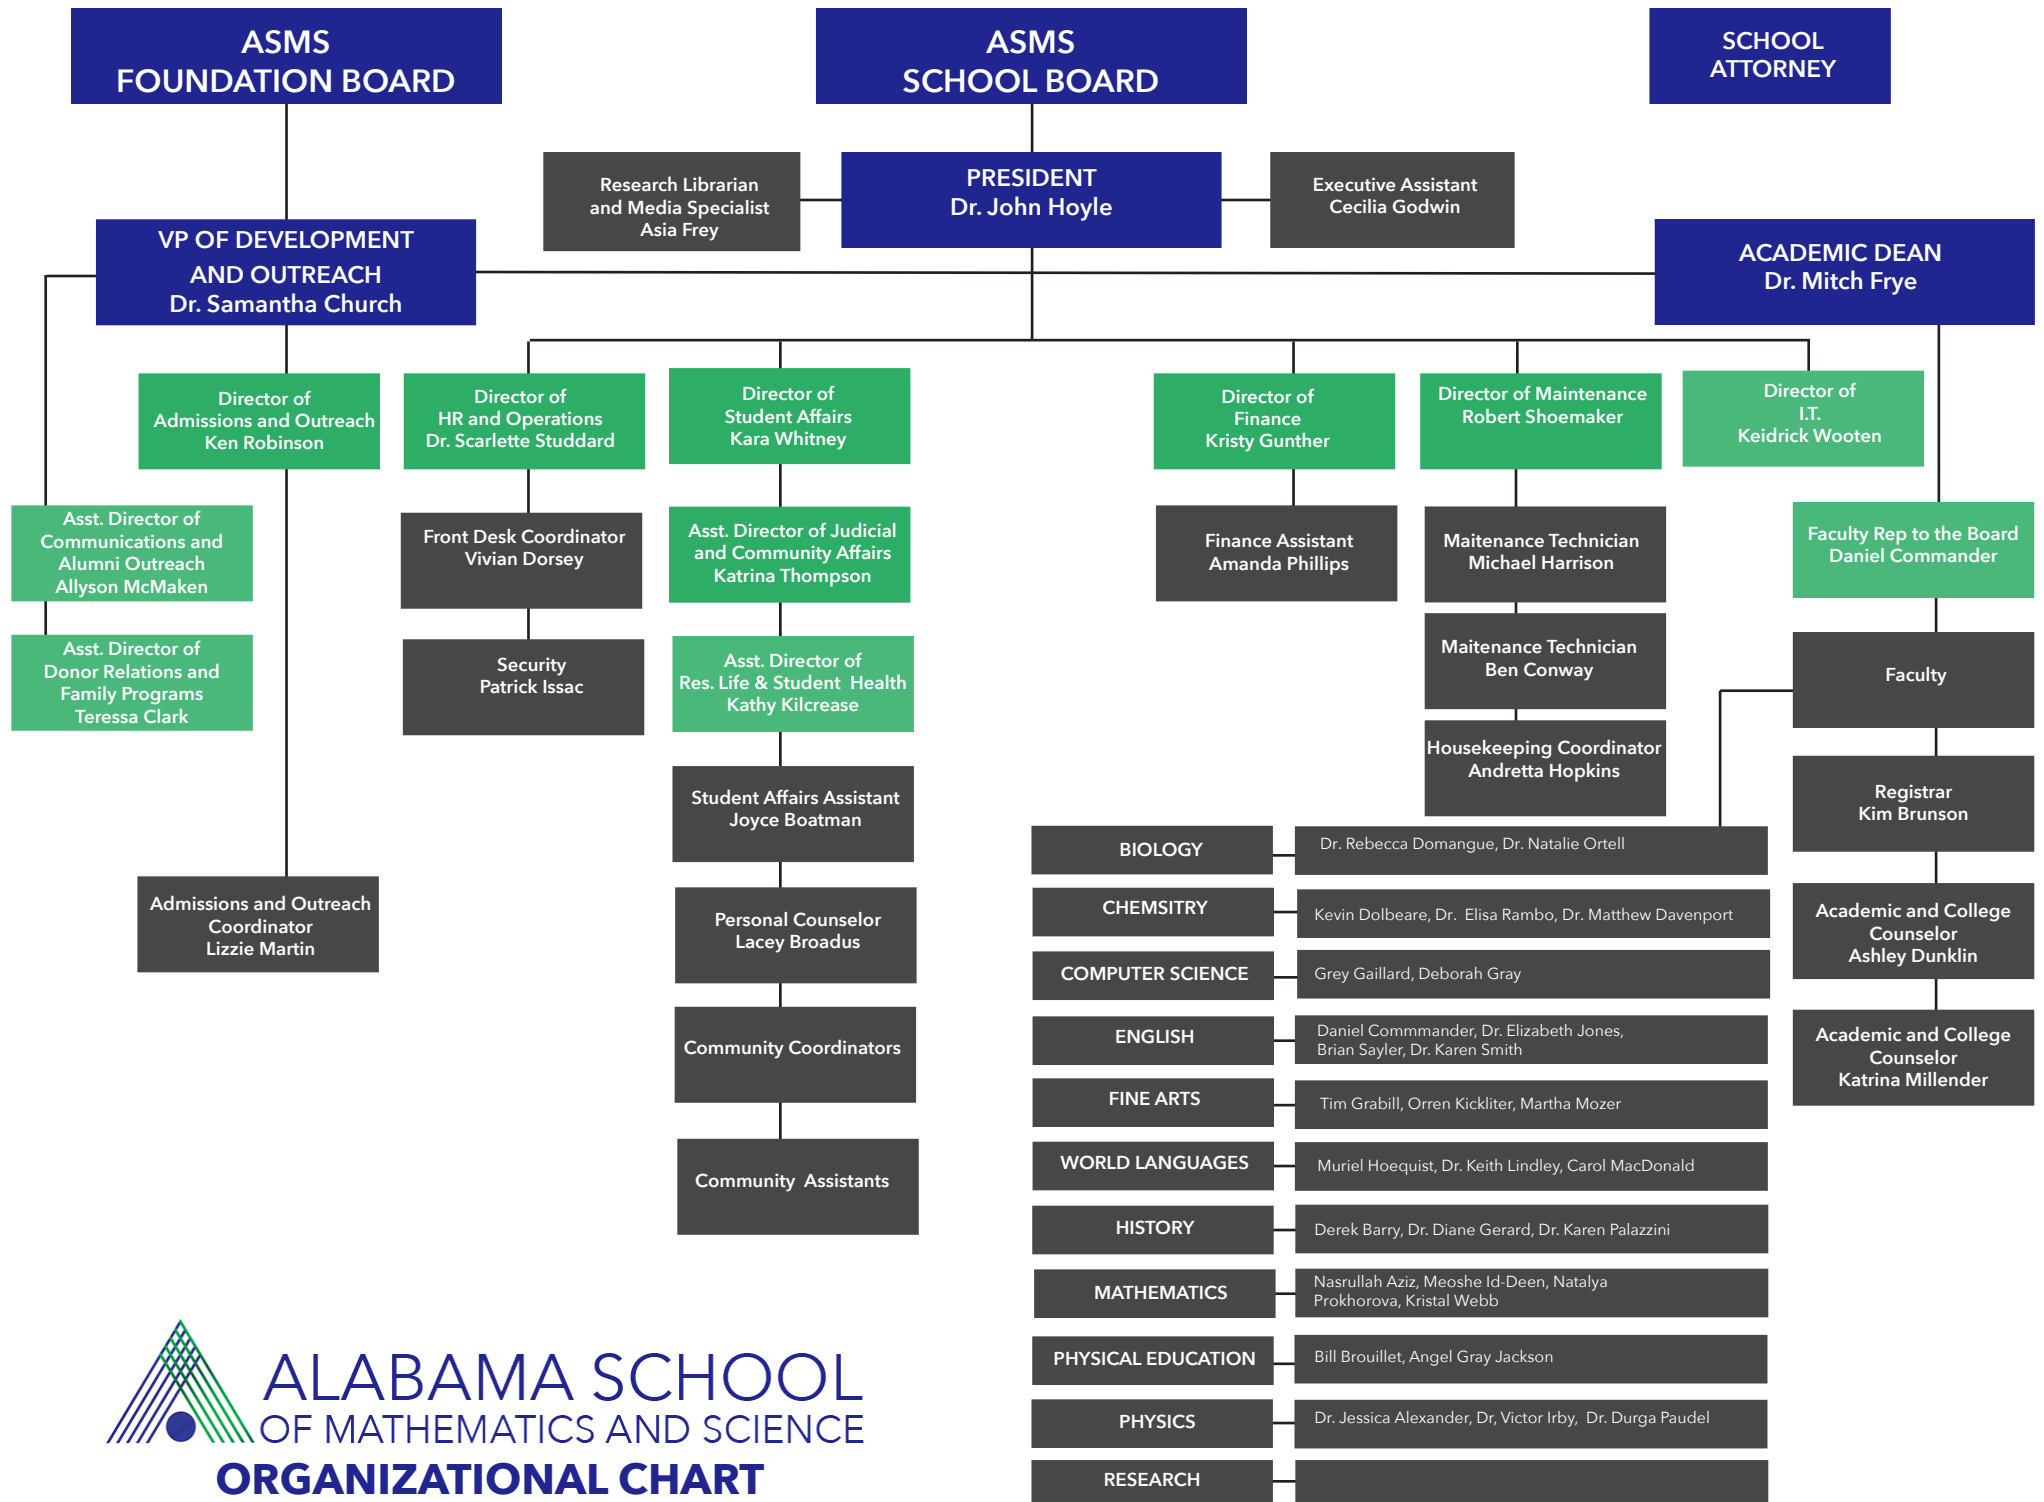 ASMS
FOUNDATION BOARD
ASMS
SCHOOL BOARD
SCHOOL
ATTORNEY
Research Librarian
and Media Specialist
Asia Frey
PRESIDENT
Dr. John Hoyle
Executive Assistant
Cecilia Godwin
VP OF DEVELOPMENT
AND OUTREACH
Dr. Samantha Church
ACADEMIC DEAN
Dr. Mitch Frye
Director of
Admissions and Outreach
Ken Robinson
Director of
HR and Operations
Dr. Scarlette Studdard
Director of
Student Affairs
Kara Whitney
Director of
Finance
Kristy Gunther
Director of Maintenance
Robert Shoemaker
Director of
I.T.
Keidrick Wooten
Asst. Director of
Communications and
Alumni Outreach
Allyson McMaken
Front Desk Coordinator
Vivian Dorsey
Asst. Director of Judicial
and Community Affairs
Katrina Thompson
Finance Assistant
Amanda Phillips
Maitenance Technician
Michael Harrison
Faculty Rep to the Board
Daniel Commander
Asst. Director of
Donor Relations and
Family Programs
Teressa Clark
Security
Patrick Issac
Asst. Director of
Res. Life & Student Health
Kathy Kilcrease
Maitenance Technician
Ben Conway
Faculty
Housekeeping Coordinator
Andretta Hopkins
Student Affairs Assistant
Joyce Boatman
Registrar
Kim Brunson
Admissions and Outreach
Coordinator
Lizzie Martin
Personal Counselor
Lacey Broadus
Academic and College
Counselor
Ashley Dunklin
Community Coordinators
Academic and College
Counselor
Katrina Millender
Community Assistants
BIOLOGY
Dr. Rebecca Domangue, Dr. Natalie Ortell
CHEMSITRY
Kevin Dolbeare, Dr. Elisa Rambo, Dr. Matthew Davenport
COMPUTER SCIENCE
Grey Gaillard, Deborah Gray
ENGLISH
Daniel Commmander, Dr. Elizabeth Jones,
Brian Sayler, Dr. Karen Smith
FINE ARTS
Tim Grabill, Orren Kickliter, Martha Mozer
WORLD LANGUAGES
Muriel Hoequist, Dr. Keith Lindley, Carol MacDonald
HISTORY
Derek Barry, Dr. Diane Gerard, Dr. Karen Palazzini
MATHEMATICS
Nasrullah Aziz, Meoshe Id-Deen, Natalya
Prokhorova, Kristal Webb
PHYSICAL EDUCATION
Bill Brouillet, Angel Gray Jackson
PHYSICS
Dr. Jessica Alexander, Dr, Victor Irby, Dr. Durga Paudel
RESEARCH
ALABAMA SCHOOL
OF MATHEMATICS AND SCIENCE
ORGANIZATIONAL CHART